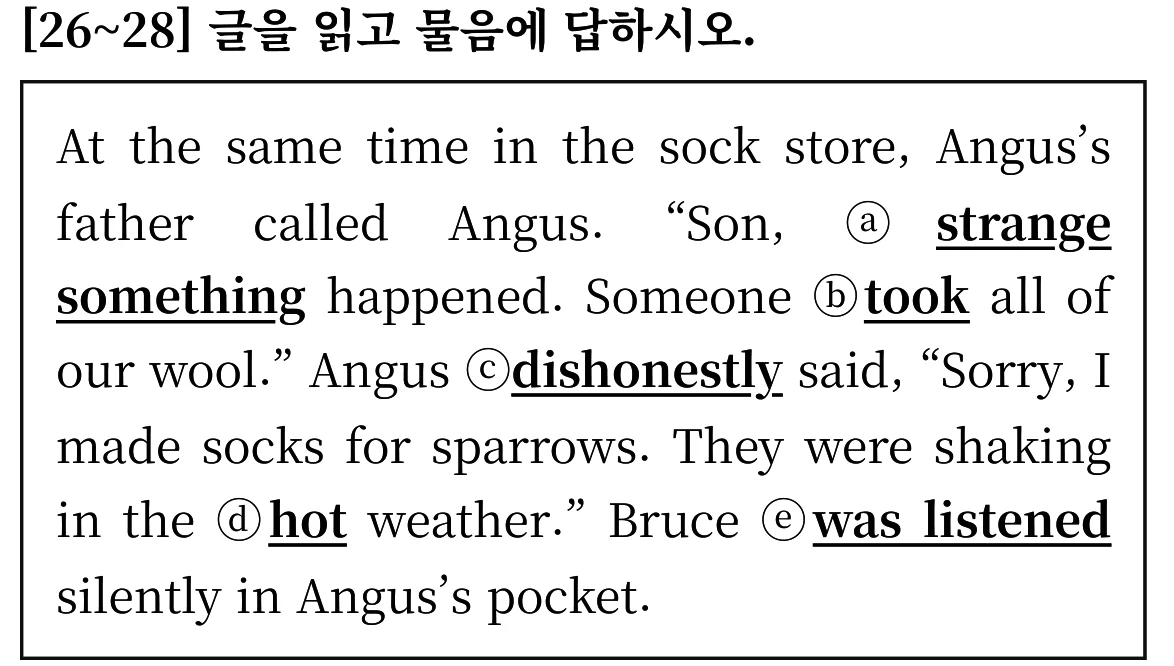 [26~28] 글을 읽고 물음에 답하시오.
At the same time in the sock store, Angus’s
father called Angus. “Son, ⓐ strange
something happened. Someone ⓑtook all of
our wool.” Angus ⓒdishonestly said, “Sorry, I
made socks for sparrows. They were shaking
in the ⓓhot weather.” Bruce ⓔwas listened
silently in Angus’s pocket.